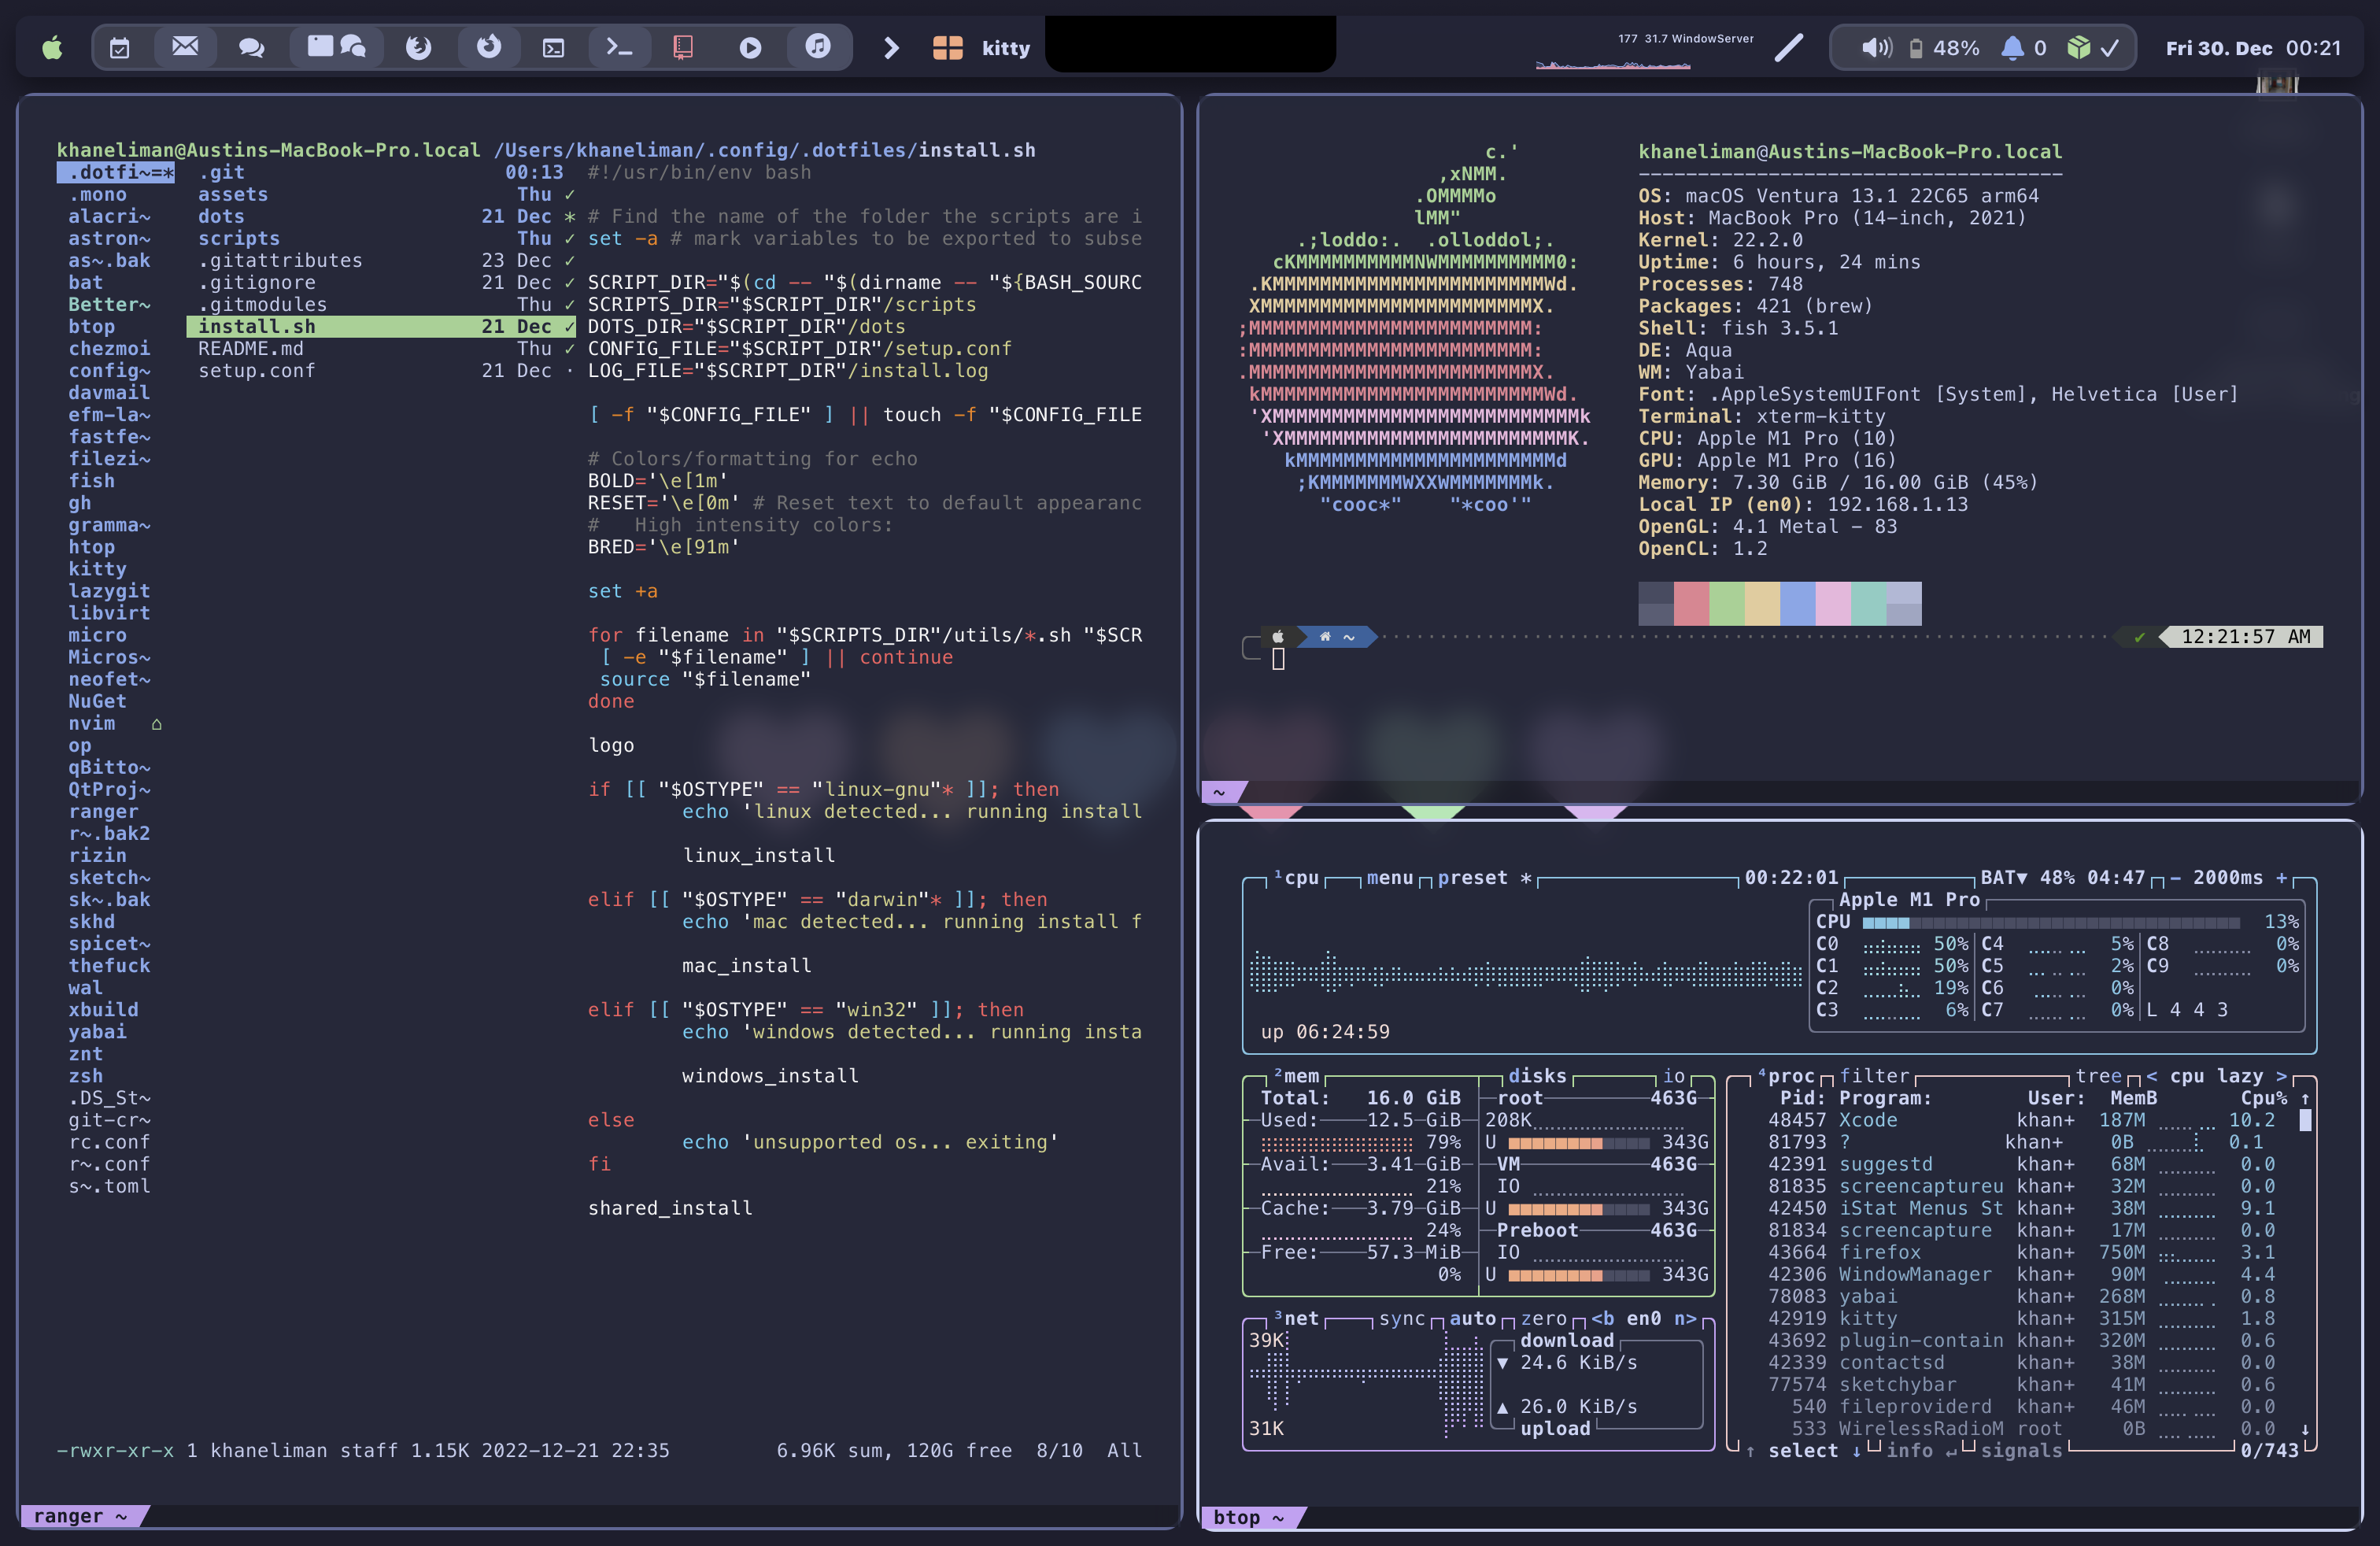 kitty
177 31.7 WindowServer
48%
0
Fri 30. Dec 00:21
khaneliman@Austins-MacBook-Pro.local /Users/khaneliman/.config/.dotfiles/install.sh
.dotfi~=*
.mono
alacri~
astron~
as~.bak
bat
Better~
btop
chezmoi
config~
davmail
efm-la~
fastfe~
filezi~
fish
gh
gramma~
htop
kitty
lazygit
libvirt
micro
Micros~
neofet~
NuGet
nvim
op
qBitto~
QtProj~
ranger
r~.bak2
rizin
sketch~
sk~.bak
skhd
spicet~
thefuck
wal
xbuild
yabai
znt
zsh
.DS_St~
git-cr~
rc.conf
r~.conf
s~.toml
.git 00:13
assets Thu ✓
dots 21 Dec *
scripts Thu ✓
.gitattributes 23 Dec ✓
.gitignore 21 Dec ✓
.gitmodules Thu ✓
install.sh 21 Dec ✓
README.md Thu ✓
setup.conf 21 Dec ·
#!/usr/bin/env bash
# Find the name of the folder the scripts are i
set -a # mark variables to be exported to subse
SCRIPT_DIR="$(cd -- "$(dirname -- "${BASH_SOURC
SCRIPTS_DIR="$SCRIPT_DIR"/scripts
DOTS_DIR="$SCRIPT_DIR"/dots
CONFIG_FILE="$SCRIPT_DIR"/setup.conf
LOG_FILE="$SCRIPT_DIR"/install.log
[ -f "$CONFIG_FILE" ] || touch -f "$CONFIG_FILE
# Colors/formatting for echo
BOLD='\e[1m'
RESET='\e[0m' # Reset text to default appearanc
#   High intensity colors:
BRED='\e[91m'
set +a
for filename in "$SCRIPTS_DIR"/utils/*.sh "$SCR
[ -e "$filename" ] || continue
source "$filename"
done
logo
if [[ "$OSTYPE" == "linux-gnu"* ]]; then
echo 'linux detected... running install
linux_install
elif [[ "$OSTYPE" == "darwin"* ]]; then
echo 'mac detected... running install f
mac_install
elif [[ "$OSTYPE" == "win32" ]]; then
echo 'windows detected... running insta
windows_install
else
echo 'unsupported os... exiting'
fi
shared_install
-rwxr-xr-x 1 khaneliman staff 1.15K 2022-12-21 22:35 6.96K sum, 120G free 8/10 All
ranger ~
c.'
,xNMM.
.OMMMMo
lMM"
.;loddo:.  .olloddol;.
cKMMMMMMMMMMNWMMMMMMMMMM0:
.KMMMMMMMMMMMMMMMMMMMMMMMWd.
XMMMMMMMMMMMMMMMMMMMMMMMX.
;MMMMMMMMMMMMMMMMMMMMMMMM:
:MMMMMMMMMMMMMMMMMMMMMMMM:
.MMMMMMMMMMMMMMMMMMMMMMMMX.
kMMMMMMMMMMMMMMMMMMMMMMMMWd.
'XMMMMMMMMMMMMMMMMMMMMMMMMMMk
'XMMMMMMMMMMMMMMMMMMMMMMMMK.
kMMMMMMMMMMMMMMMMMMMMMMd
;KMMMMMMMWXXWMMMMMMMk.
"cooc*"    "*coo'"
khaneliman@Austins-MacBook-Pro.local
------------------------------------
OS: macOS Ventura 13.1 22C65 arm64
Host: MacBook Pro (14-inch, 2021)
Kernel: 22.2.0
Uptime: 6 hours, 24 mins
Processes: 748
Packages: 421 (brew)
Shell: fish 3.5.1
DE: Aqua
WM: Yabai
Font: .AppleSystemUIFont [System], Helvetica [User]
Terminal: xterm-kitty
CPU: Apple M1 Pro (10)
GPU: Apple M1 Pro (16)
Memory: 7.30 GiB / 16.00 GiB (45%)
Local IP (en0): 192.168.1.13
OpenGL: 4.1 Metal - 83
OpenCL: 1.2
~ ✔ 12:21:57 AM
~
¹cpu menu preset * 00:22:01 BAT▼ 48% 04:47 - 2000ms +
Apple M1 Pro
CPU 13%
C0 50% C4 5% C8 0%
C1 50% C5 2% C9 0%
C2 19% C6 0%
C3 6% C7 0% L 4 4 3
up 06:24:59
²mem disks io
Total: 16.0 GiB
Used: 12.5 GiB
79%
Avail: 3.41 GiB
21%
Cache: 3.79 GiB
24%
Free: 57.3 MiB
0%
root 463G
208K
U 343G
VM 463G
IO
U 343G
Preboot 463G
IO
U 343G
³net sync auto zero <b en0 n>
39K
31K
download
▼ 24.6 KiB/s
▲ 26.0 KiB/s
upload
⁴proc filter tree < cpu lazy >
Pid: Program: User: MemB Cpu% ↑
48457 Xcode khan+ 187M 10.2
81793 ? khan+ 0B 0.1
42391 suggestd khan+ 68M 0.0
81835 screencaptureu khan+ 32M 0.0
42450 iStat Menus St khan+ 38M 9.1
81834 screencapture khan+ 17M 0.0
43664 firefox khan+ 750M 3.1
42306 WindowManager khan+ 90M 4.4
78083 yabai khan+ 268M 0.8
42919 kitty khan+ 315M 1.8
43692 plugin-contain khan+ 320M 0.6
42339 contactsd khan+ 38M 0.0
77574 sketchybar khan+ 41M 0.6
540 fileproviderd khan+ 46M 0.0
533 WirelessRadioM root 0B 0.0 ↓
↑ select ↓ info ↵ signals 0/743
btop ~